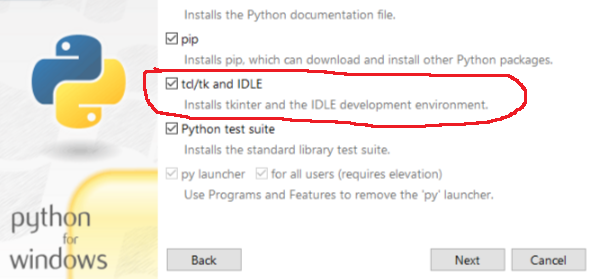 Installs the Python documentation file.
pip
Installs pip, which can download and install other Python packages.
td/tk and IDLE
Installs tkinter and the IDLE development environment.
Python test suite
Installs the standard library test suite.
py launcher for all users (requires elevation)
Use Programs and Features to remove the 'py' launcher.
python
for
windows
Back Next Cancel